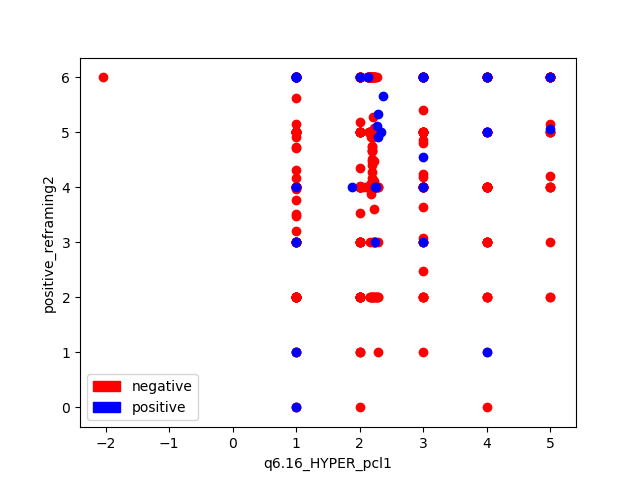 6
5
4
3
2
1
0
positive_reframing2
negative
positive
−2 −1 0 1 2 3 4 5
q6.16_HYPER_pcl1